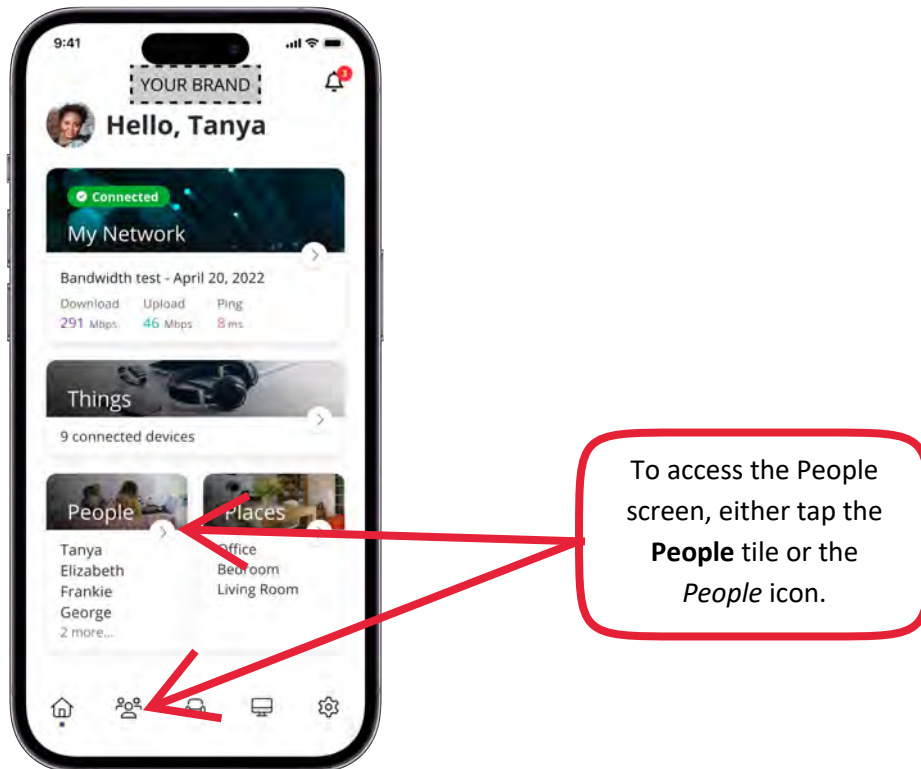 9:41
YOUR BRAND
3
Hello, Tanya
Connected
My Network
Bandwidth test - April 20, 2022
Download Upload Ping
291 Mbps 46 Mbps 8 ms
Things
9 connected devices
People
Tanya
Elizabeth
Frankie
George
2 more...
Places
Office
Bedroom
Living Room
To access the People
screen, either tap the
People tile or the
People icon.